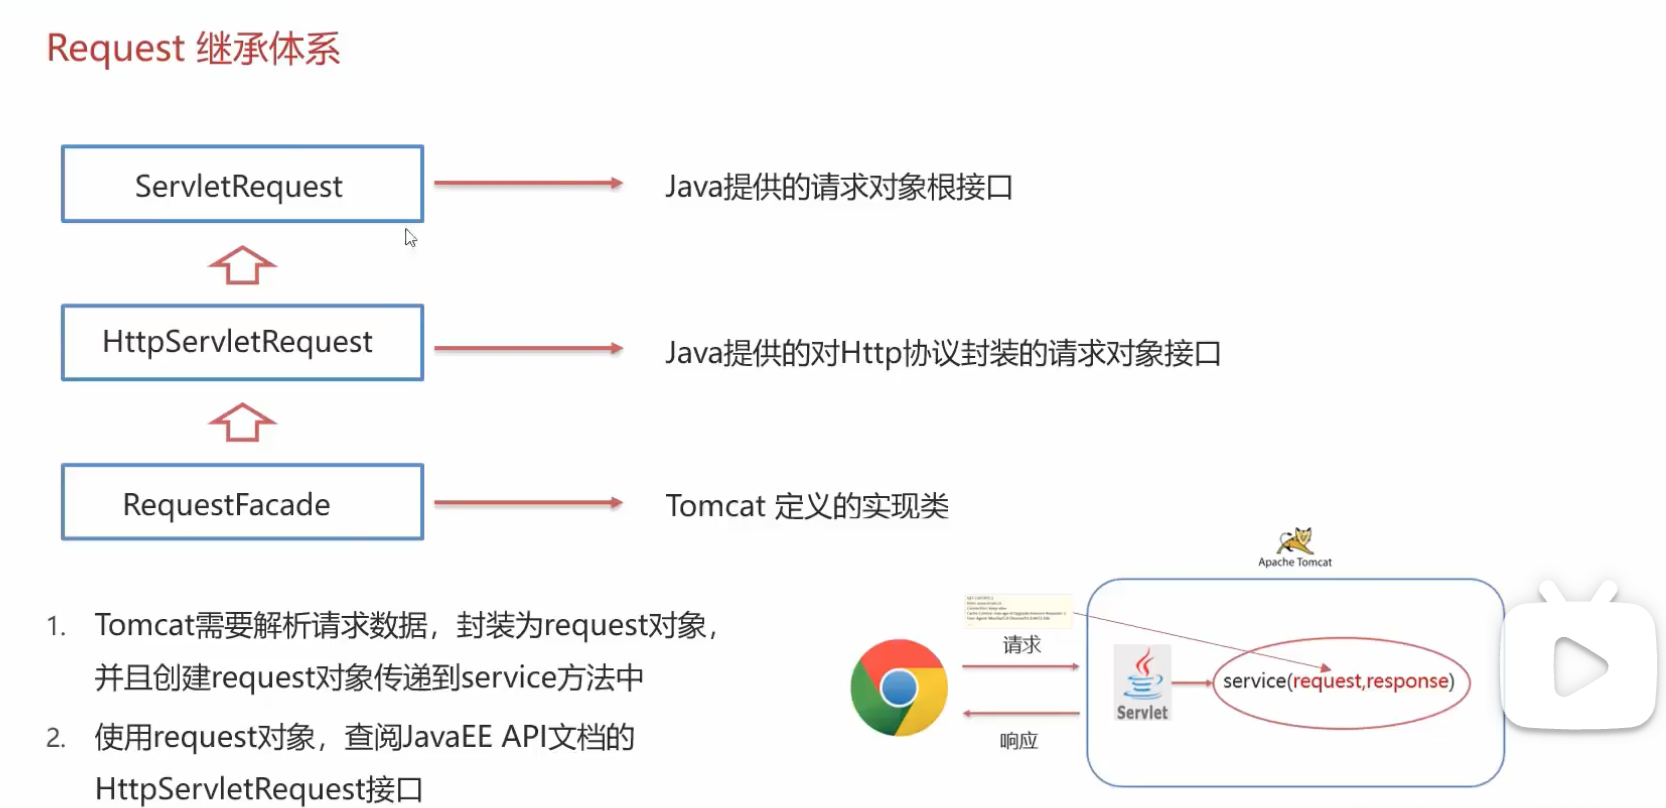 Request 继承体系
ServletRequest
Java提供的请求对象根接口
HttpServletRequest
Java提供的对Http协议封装的请求对象接口
RequestFacade
Tomcat 定义的实现类
1. Tomcat需要解析请求数据，封装为request对象，
并且创建request对象传递到service方法中
2. 使用request对象，查阅JavaEE API文档的
HttpServletRequest接口
Apache Tomcat
请求
响应
Servlet
service(request,response)